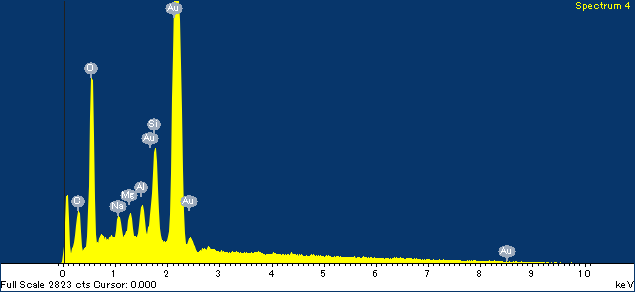 Spectrum 4
Au
O
Si
Au
Al
Mg
C
Na
Au
Au
0 1 2 3 4 5 6 7 8 9 10
Full Scale 2823 cts Cursor: 0.000 keV